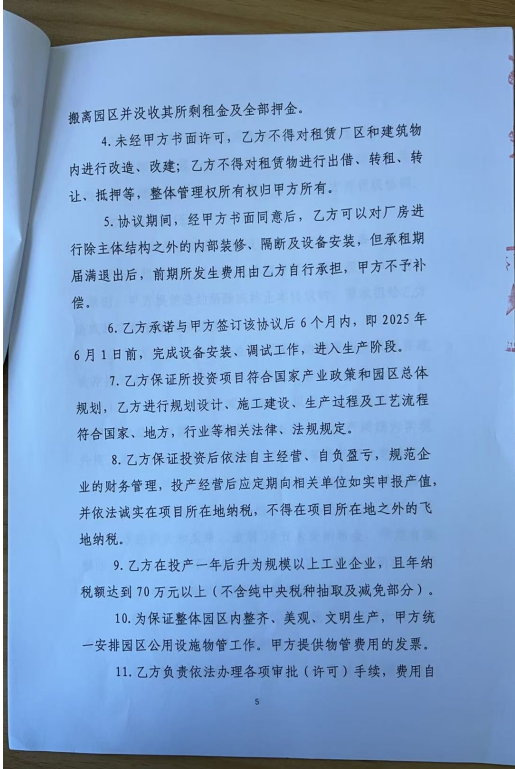 搬离园区并没收其所剩租金及全部押金。
4.未经甲方书面许可，乙方不得对租赁厂区和建筑物
内进行改造、改建；乙方不得对租赁物进行出借、转租、转
让、抵押等，整体管理权所有权归甲方所有。
5.协议期间，经甲方书面同意后，乙方可以对厂房进
行除主体结构之外的内部装修、隔断及设备安装，但承租期
届满退出后，前期所发生费用由乙方自行承担，甲方不予补
偿。
6.乙方承诺与甲方签订该协议后6个月内，即2025年
6月1日前，完成设备安装、调试工作，进入生产阶段。
7.乙方保证所投资项目符合国家产业政策和园区总体
规划，乙方进行规划设计、施工建设、生产过程及工艺流程
符合国家、地方，行业等相关法律、法规规定。
8.乙方保证投资后依法自主经营、自负盈亏，规范企
业的财务管理，投产经营后应定期向相关单位如实申报产值，
并依法诚实在项目所在地纳税，不得在项目所在地之外的飞
地纳税。
9.乙方在投产一年后升为规模以上工业企业，且年纳
税额达到70万元以上（不含纯中央税种抽取及减免部分）。
10.为保证整体园区内整齐、美观、文明生产，甲方统
一安排园区公用设施物管工作。甲方提供物管费用的发票。
11.乙方负责依法办理各项审批（许可）手续，费用自
5